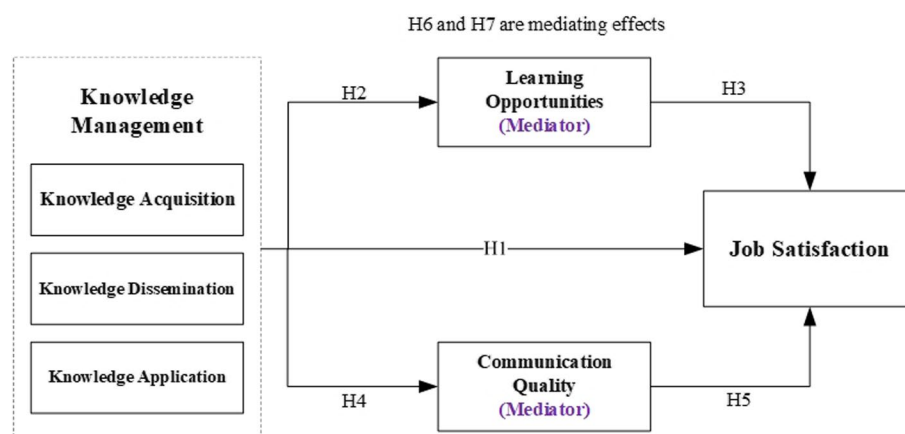 H6 and H7 are mediating effects
Knowledge
Management
Knowledge Acquisition
Knowledge Dissemination
Knowledge Application
H2
Learning
Opportunities
(Mediator)
H3
H1
Job Satisfaction
H4
Communication
Quality
(Mediator)
H5